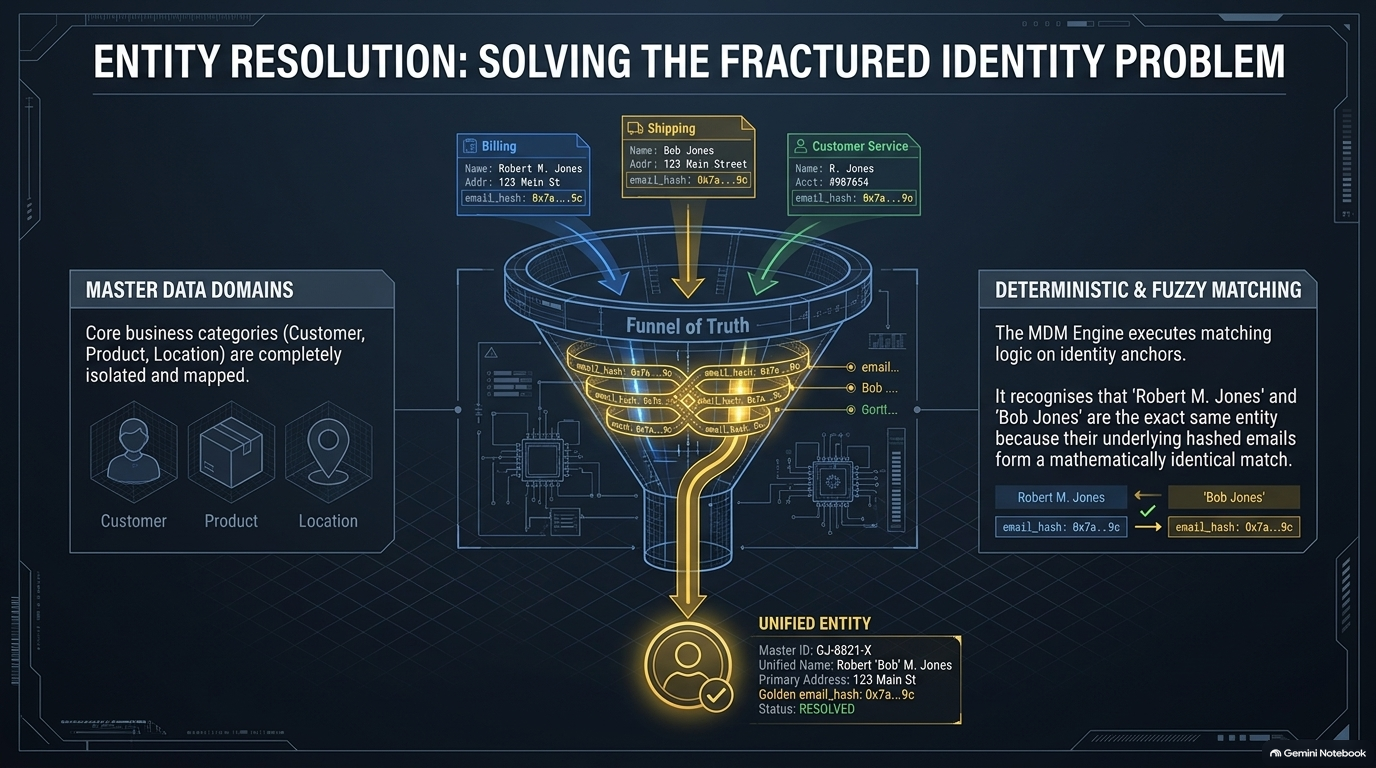 ENTITY RESOLUTION: SOLVING THE FRACTURED IDENTITY PROBLEM
Billing
Nawe: Robert M. Jones
Addr: 123 Mein St
email_hesh: 0x7a....5c
Shipping
Name: Beb Jones
Addr: 123 Main Street
email_hash: 0k7a...9c
Customer Service
Name: R. Jones
Acct: #987654
email_hash: 0x7a...9o
Funnel of Truth
email...
Bob ....
Gortt...
MASTER DATA DOMAINS
Core business categories (Customer,
Product, Location) are completely
isolated and mapped.
Customer
Product
Location
DETERMINISTIC & FUZZY MATCHING
The MDM Engine executes matching
logic on identity anchors.
It recognises that 'Robert M. Jones' and
'Bob Jones' are the exact same entity
because their underlying hashed emails
form a mathematically identical match.
Robert M. Jones
'Bob Jones'
email_hash: 0x7a..9c
email_hash: 0x7a...9c
UNIFIED ENTITY
Master ID: GJ-8821-X
Unified Name: Robert 'Bob' M. Jones
Primary Address: 123 Main St
Golden email_hash: 0x7a...9c
Status: RESOLVED
Gemini Notebook